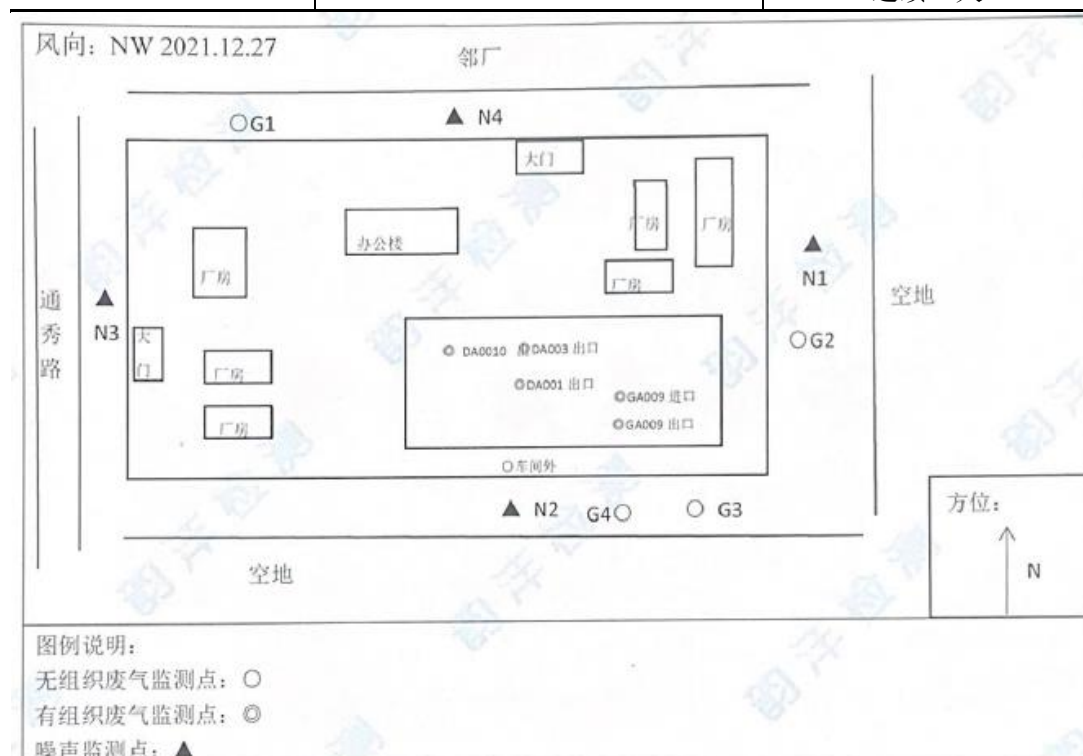 风向：NW 2021.12.27
邻厂
○G1
▲ N4
大门
厂房
厂房
办公楼
厂房
厂房
▲
N1
空地
通秀路
▲
N3
大门
○G2
◎ DA0010
◎DA003 出口
◎DA001 出口
厂房
◎GA009 进口
◎GA009 出口
厂房
○车间外
▲ N2
G4○
○ G3
方位：
N
空地
图例说明：
无组织废气监测点：○
有组织废气监测点：◎
噪声监测点：▲